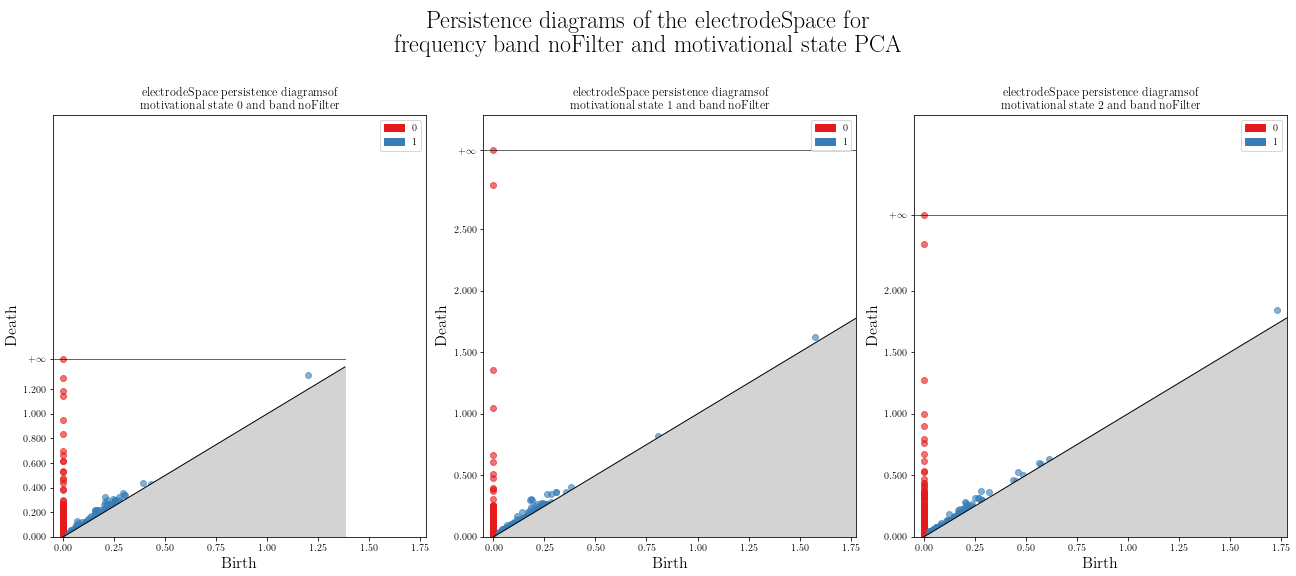 Persistence diagrams of the electrodeSpace for
frequency band noFilter and motivational state PCA
electrodeSpace persistence diagramsof
motivational state 0 and band noFilter
0
1
Death
+∞
1.200
1.000
0.800
0.600
0.400
0.200
0.000
0.00 0.25 0.50 0.75 1.00 1.25 1.50 1.75
Birth
electrodeSpace persistence diagramsof
motivational state 1 and band noFilter
0
1
Death
+∞
2.500
2.000
1.500
1.000
0.500
0.000
0.00 0.25 0.50 0.75 1.00 1.25 1.50 1.75
Birth
electrodeSpace persistence diagramsof
motivational state 2 and band noFilter
0
1
Death
+∞
2.000
1.500
1.000
0.500
0.000
0.00 0.25 0.50 0.75 1.00 1.25 1.50 1.75
Birth